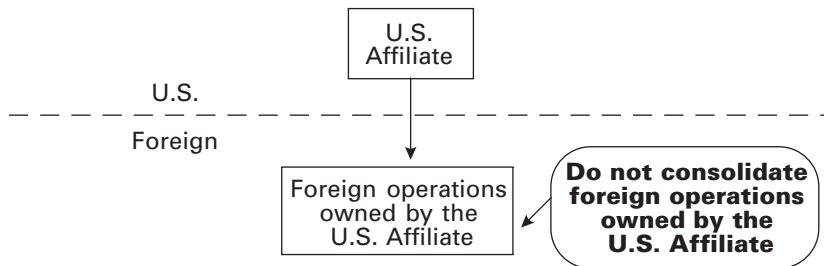 U.S.
Affiliate
U.S.
Foreign
Foreign operations
owned by the
U.S. Affiliate
Do not consolidate
foreign operations
owned by the
U.S. Affiliate